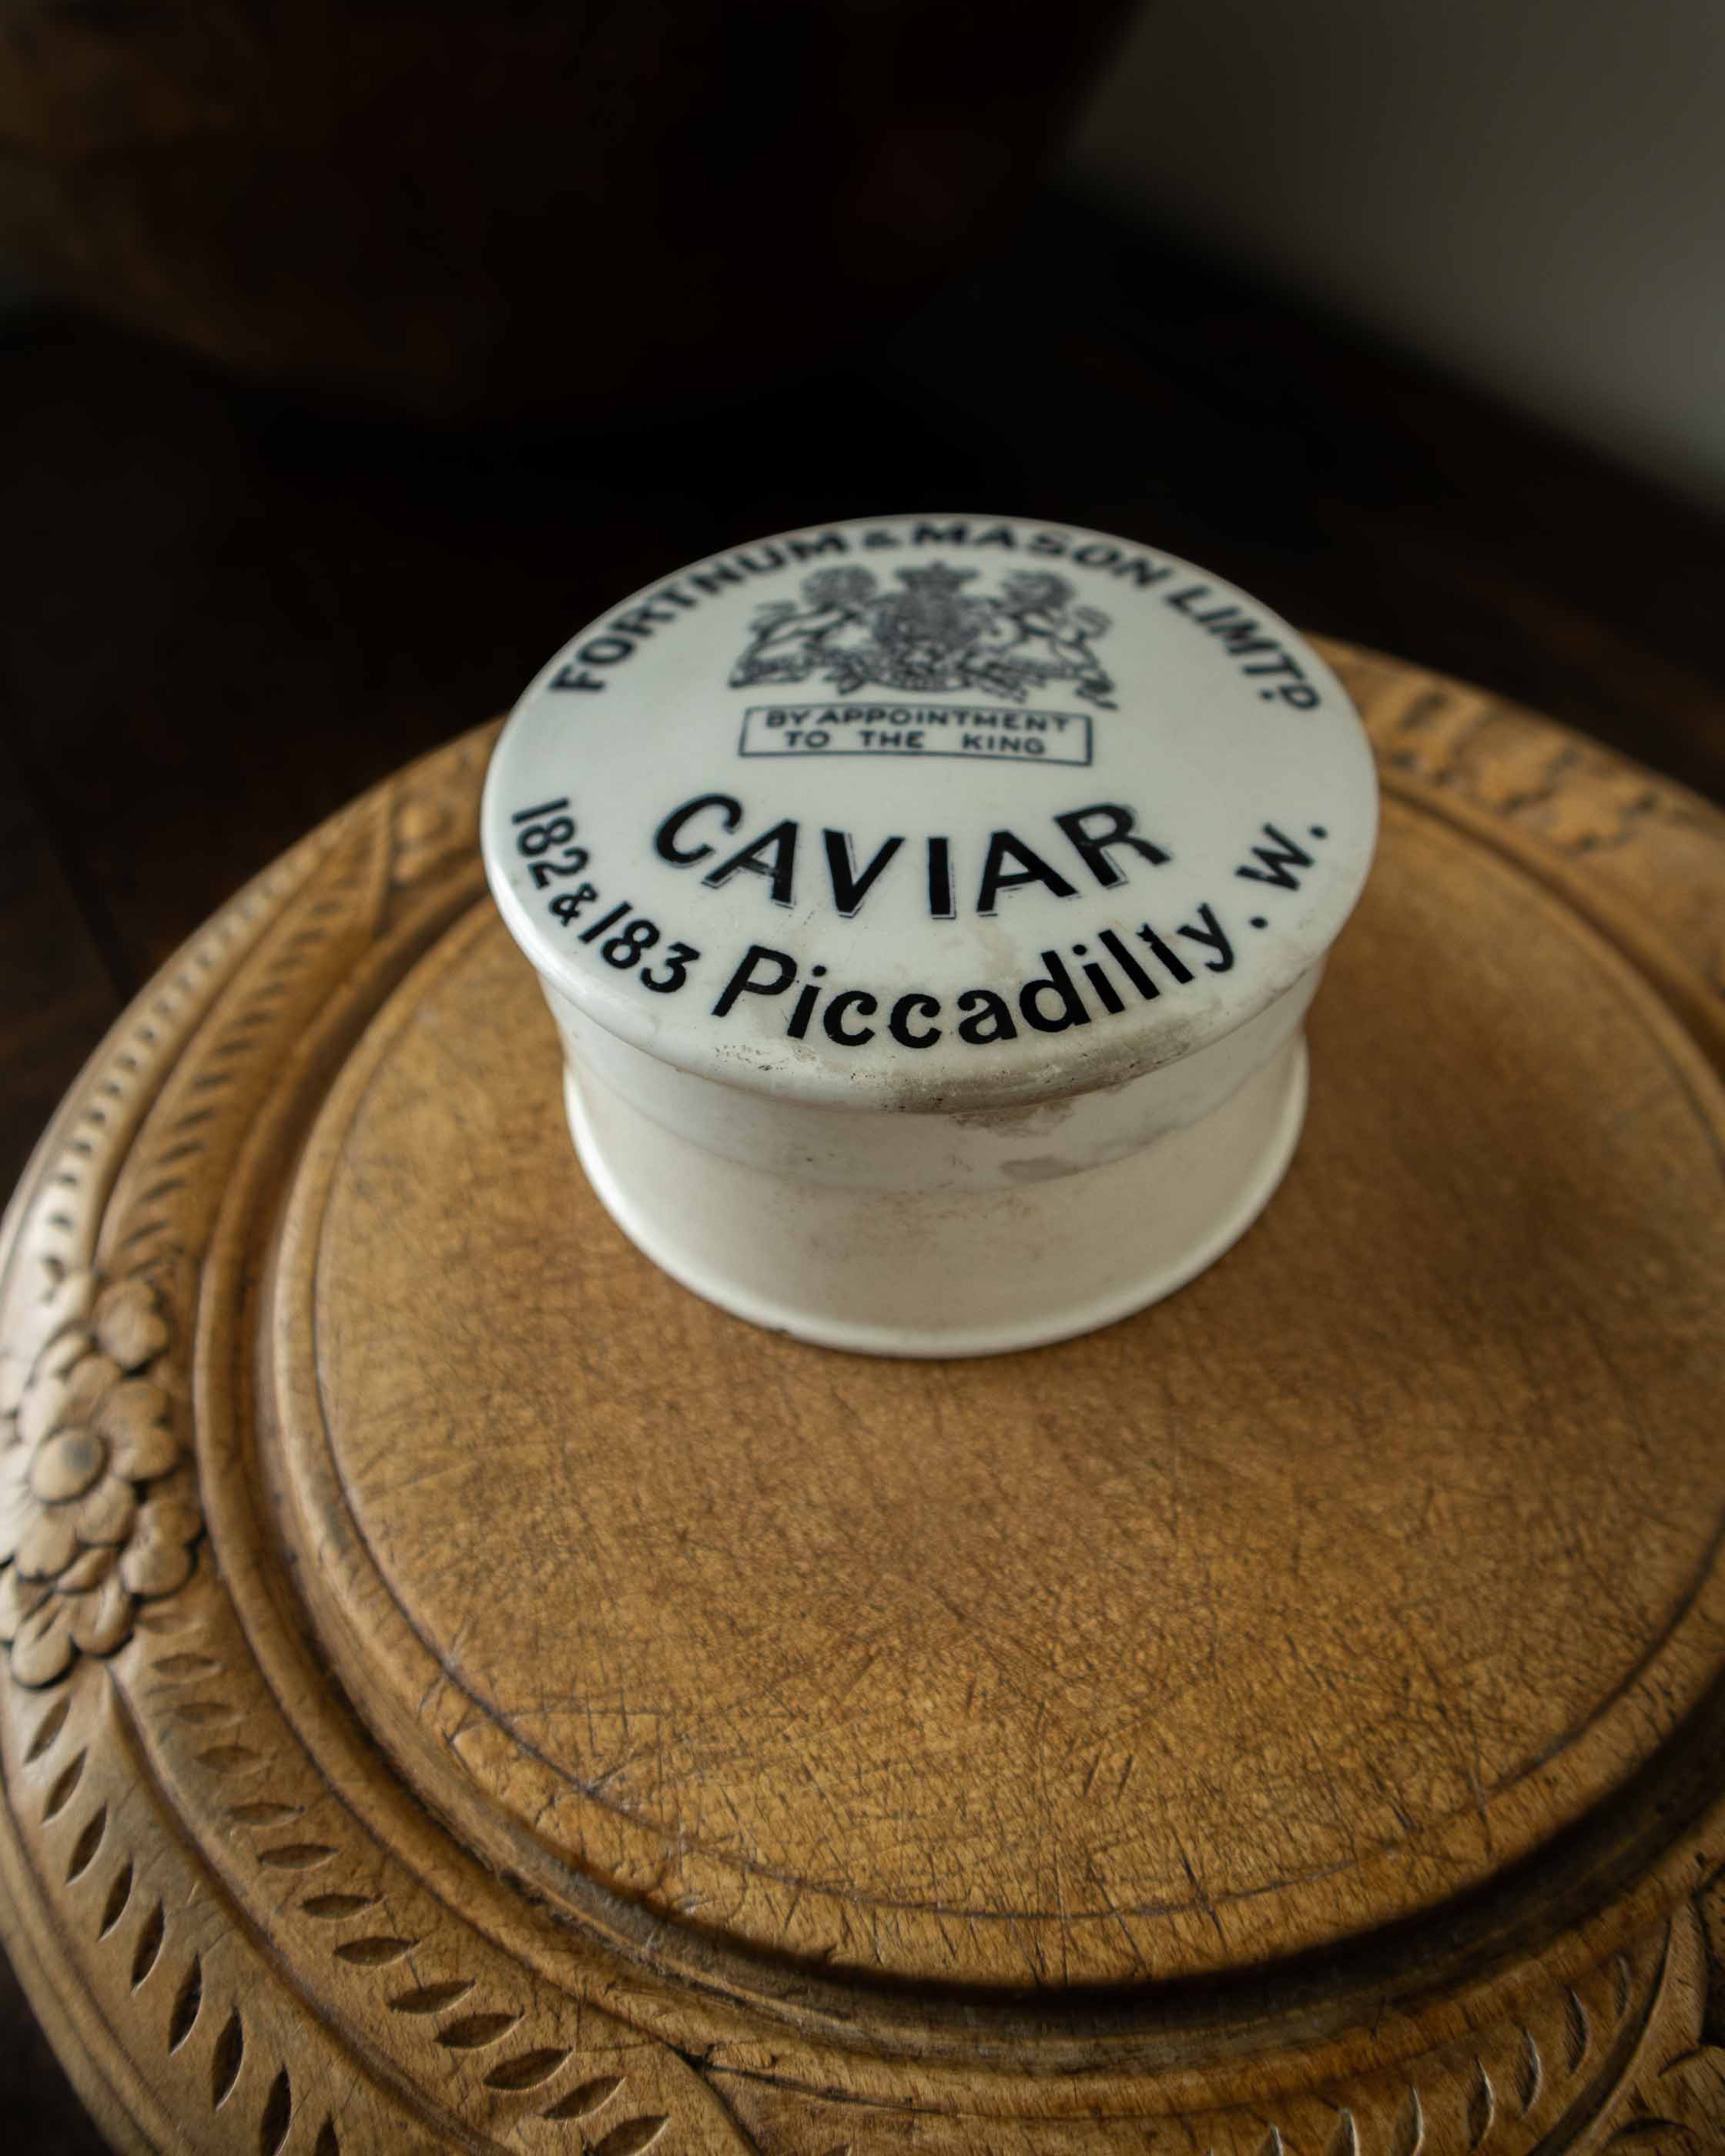 FORTNUM & MASON LIMTD
BY APPOINTMENT
TO THE KING
CAVIAR
182 & 183 Piccadilly. W.